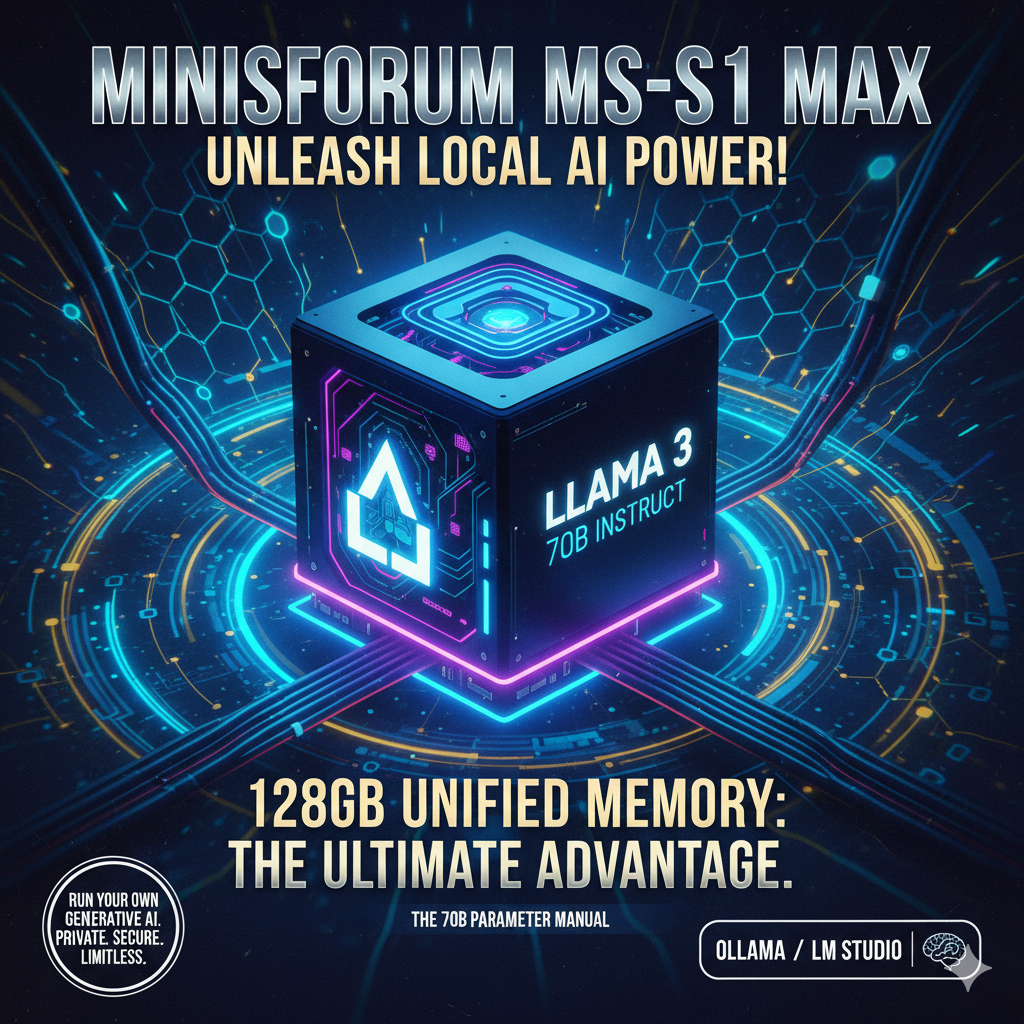 MINISFORUM MS-S1 MAX
UNLEASH LOCAL AI POWER!
LLAMA 3
70B INSTRUCT
128GB UNIFIED MEMORY:
THE ULTIMATE ADVANTAGE.
THE 70B PARAMETER MANUAL
RUN YOUR OWN
GENERATIVE AI.
PRIVATE. SECURE.
LIMITLESS.
OLLAMA / LM STUDIO